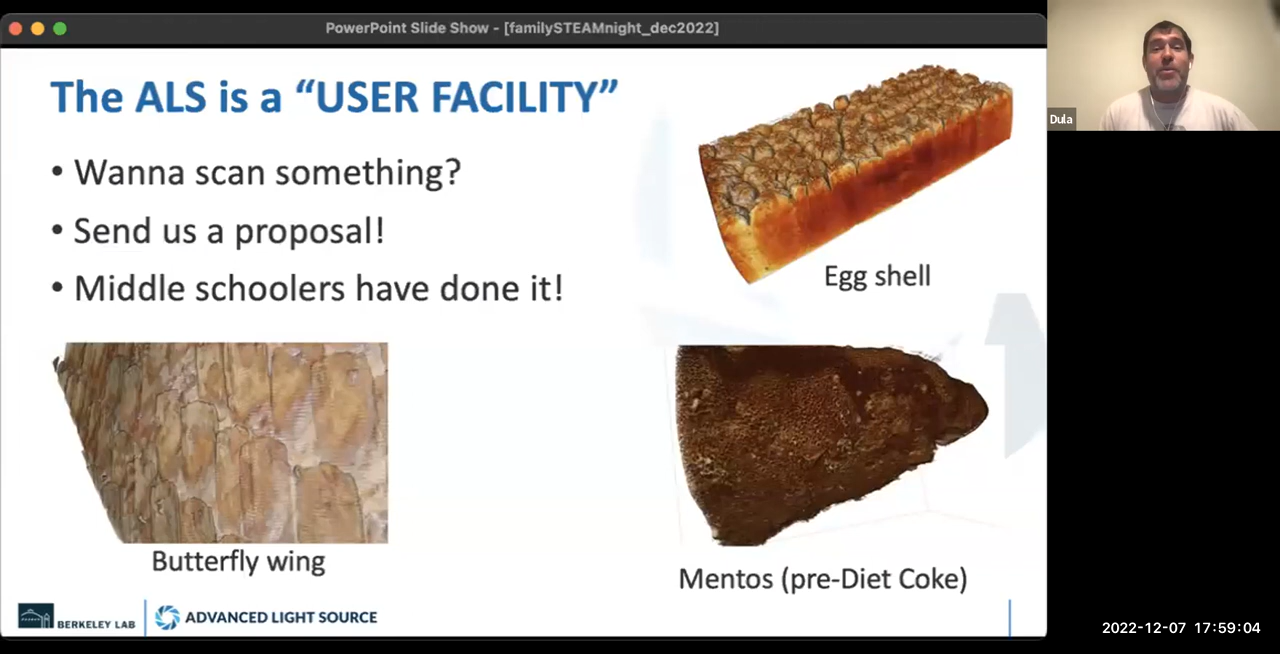 PowerPoint Slide Show - [familySTEAMnight_dec2022]
The ALS is a “USER FACILITY”
• Wanna scan something?
• Send us a proposal!
• Middle schoolers have done it!
Egg shell
Butterfly wing
Mentos (pre-Diet Coke)
BERKELEY LAB
ADVANCED LIGHT SOURCE
Dula
2022-12-07 17:59:04